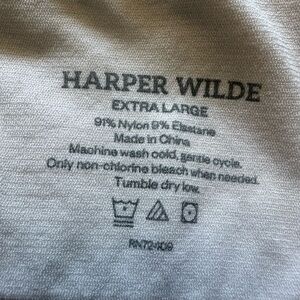 HARPER WILDE
EXTRA LARGE
91% Nylon 9% Elastane
Made in China
Machine wash cold, gentle cycle.
Only non-chlorine bleach when needed.
Tumble dry low.
RN72409